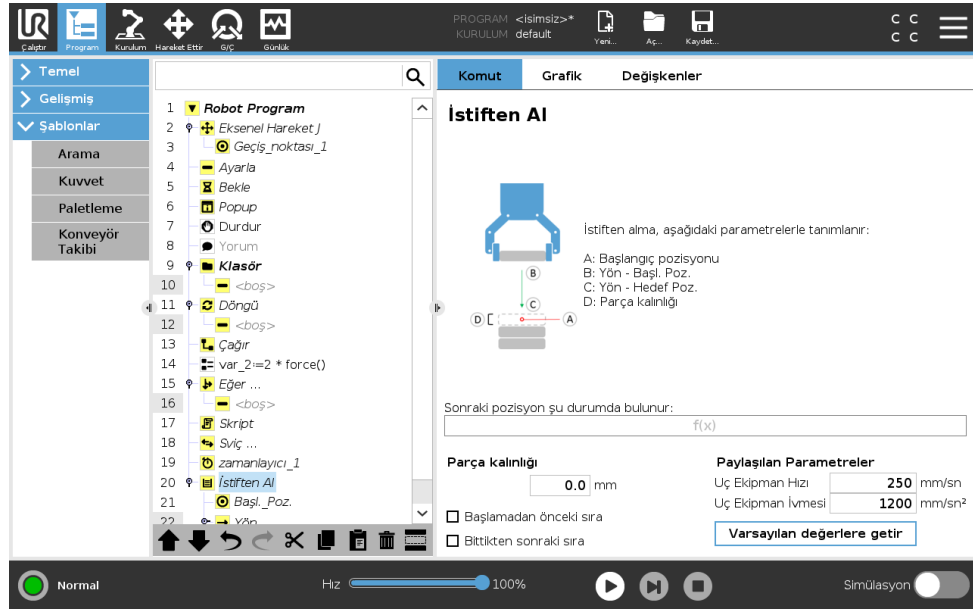 UR
PROGRAM <isimsiz>*
KURULUM default
Çalıştır Program Kurulum Hareket Ettir G/Ç Günlük
Yeni... Aç... Kaydet...
C C
C C
Temel
Gelişmiş
Şablonlar
Arama
Kuvvet
Paletleme
Konveyör
Takibi
1 Robot Program
2 Eksenel Hareket J
3 Geçiş_noktası_1
4 Ayarla
5 Bekle
6 Popup
7 Durdur
8 Yorum
9 Klasör
10 <boş>
11 Döngü
12 <boş>
13 Çağır
14 var_2:=2 * force()
15 Eğer ...
16 <boş>
17 Skript
18 Sviç ...
19 zamanlayıcı_1
20 İstiften Al
21 Başl._Poz.
22 Yön
Komut Grafik Değişkenler
İstiften Al
B
C
D
A
İstiften alma, aşağıdaki parametrelerle tanımlanır:
A: Başlangıç pozisyonu
B: Yön - Başl. Poz.
C: Yön - Hedef Poz.
D: Parça kalınlığı
Sonraki pozisyon şu durumda bulunur:
f(x)
Parça kalınlığı
0.0 mm
Başlamadan önceki sıra
Bittikten sonraki sıra
Paylaşılan Parametreler
Uç Ekipman Hızı 250 mm/sn
Uç Ekipman İvmesi 1200 mm/sn²
Varsayılan değerlere getir
Normal
Hız 100%
Simülasyon